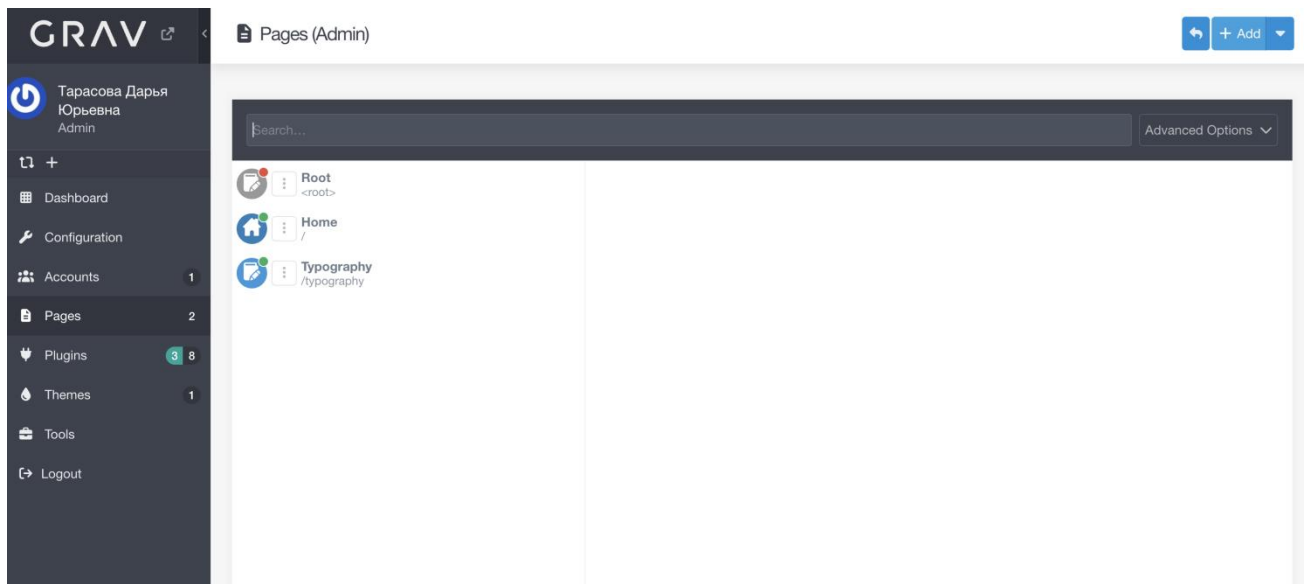 GRAV
Pages (Admin)
+ Add
Тарасова Дарья
Юрьевна
Admin
Search...
Advanced Options
Dashboard
Configuration
Accounts 1
Pages 2
Plugins 3 8
Themes 1
Tools
Logout
Root
<root>
Home
/
Typography
/typography